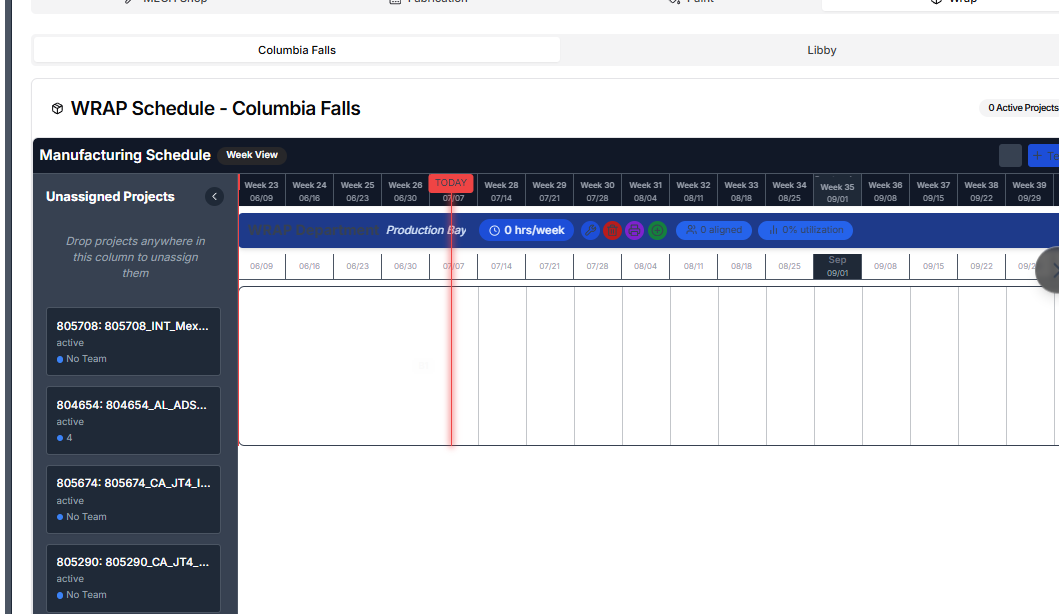 MECH Shop
Fabrication
Paint
Wrap
Columbia Falls
Libby
WRAP Schedule - Columbia Falls
0 Active Projects
Manufacturing Schedule
Week View
+ Te
Unassigned Projects
Drop projects anywhere in
this column to unassign
them
805708: 805708_INT_Mex...
active
No Team
804654: 804654_AL_ADS...
active
4
805674: 805674_CA_JT4_I...
active
No Team
805290: 805290_CA_JT4_...
active
No Team
TODAY
Week 23 Week 24 Week 25 Week 26 Week 28 Week 29 Week 30 Week 31 Week 32 Week 33 Week 34 Week 35 Week 36 Week 37 Week 38 Week 39
06/09 06/16 06/23 06/30 07/07 07/14 07/21 07/28 08/04 08/11 08/18 08/25 09/01 09/08 09/15 09/22 09/29
WRAP Department Production Bay 0 hrs/week 0 aligned 0% utilization
Sep
06/09 06/16 06/23 06/30 07/07 07/14 07/21 07/28 08/04 08/11 08/18 08/25 09/01 09/08 09/15 09/22 09/2